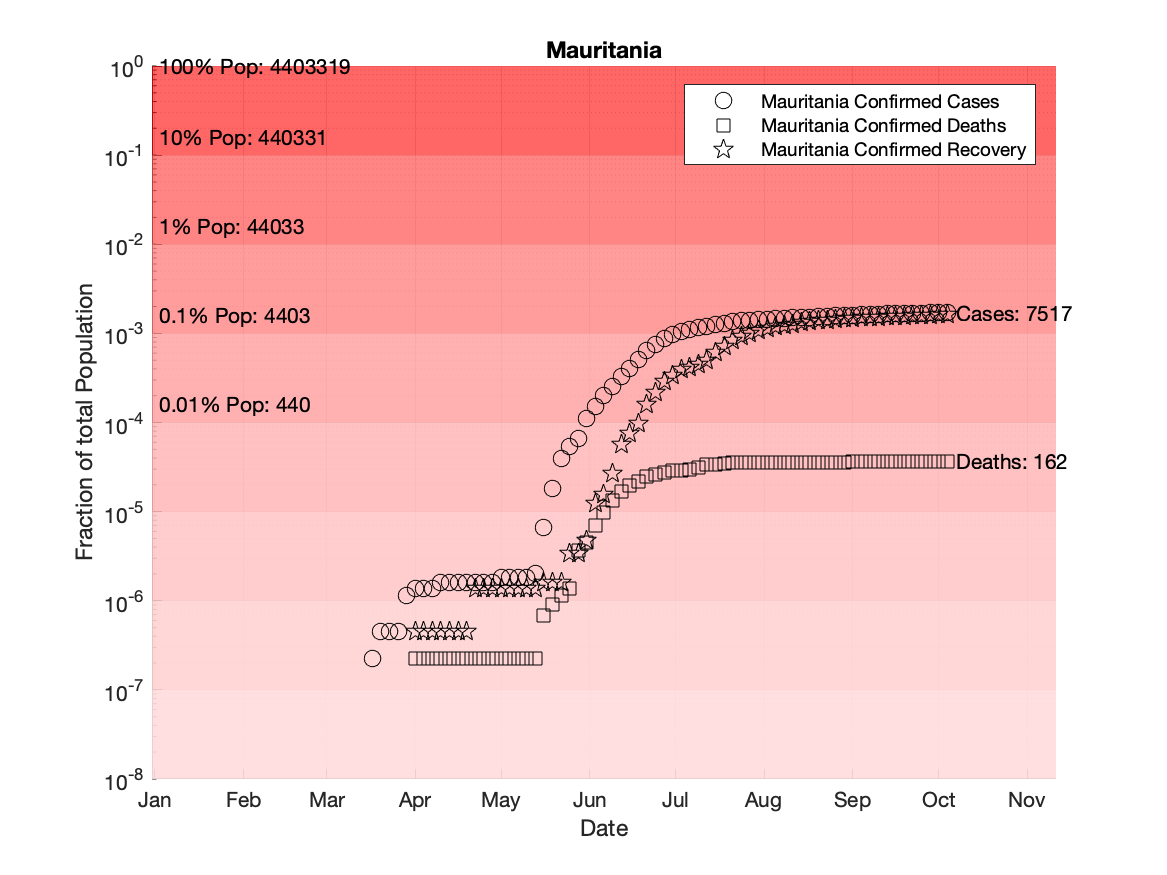 Mauritania
10^0
10^-1
10^-2
10^-3
10^-4
10^-5
10^-6
10^-7
10^-8
Fraction of total Population
100% Pop: 4403319
10% Pop: 440331
1% Pop: 44033
0.1% Pop: 4403
0.01% Pop: 440
Mauritania Confirmed Cases
Mauritania Confirmed Deaths
Mauritania Confirmed Recovery
Cases: 7517
Deaths: 162
Jan Feb Mar Apr May Jun Jul Aug Sep Oct Nov
Date